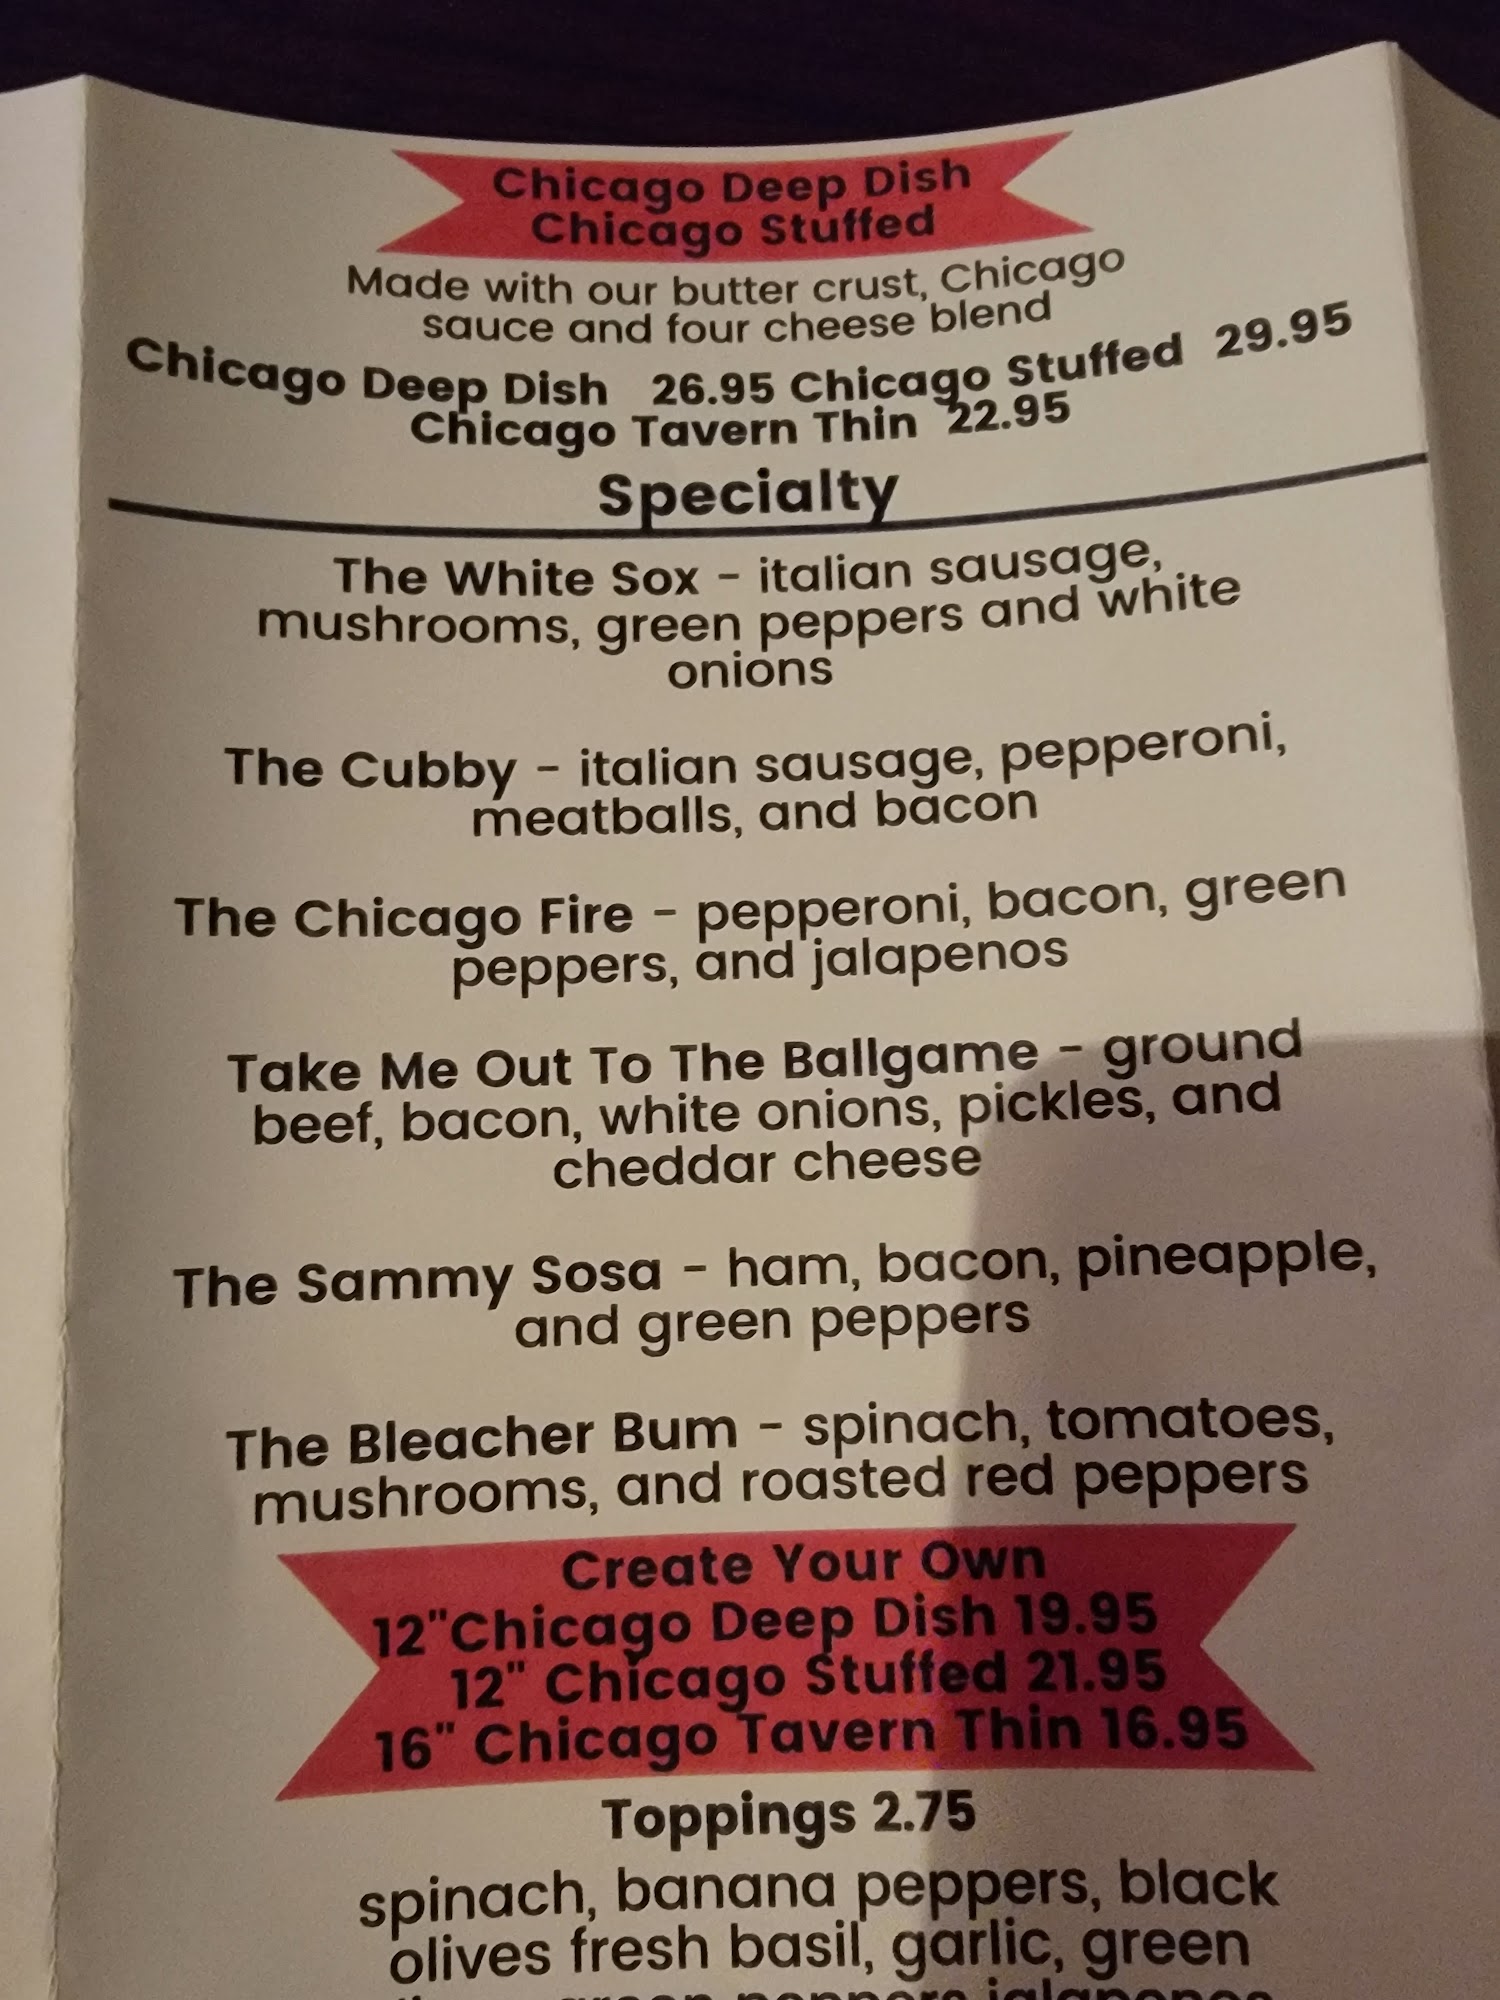 Chicago Deep Dish
Chicago Stuffed
Made with our butter crust, Chicago
sauce and four cheese blend
Chicago Deep Dish 26.95 Chicago Stuffed 29.95
Chicago Tavern Thin 22.95
Specialty
The White Sox - italian sausage,
mushrooms, green peppers and white
onions
The Cubby - italian sausage, pepperoni,
meatballs, and bacon
The Chicago Fire - pepperoni, bacon, green
peppers, and jalapenos
Take Me Out To The Ballgame - ground
beef, bacon, white onions, pickles, and
cheddar cheese
The Sammy Sosa - ham, bacon, pineapple,
and green peppers
The Bleacher Bum - spinach, tomatoes,
mushrooms, and roasted red peppers
Create Your Own
12"Chicago Deep Dish 19.95
12" Chicago Stuffed 21.95
16" Chicago Tavern Thin 16.95
Toppings 2.75
spinach, banana peppers, black
olives fresh basil, garlic, green
green peppers jalapenos